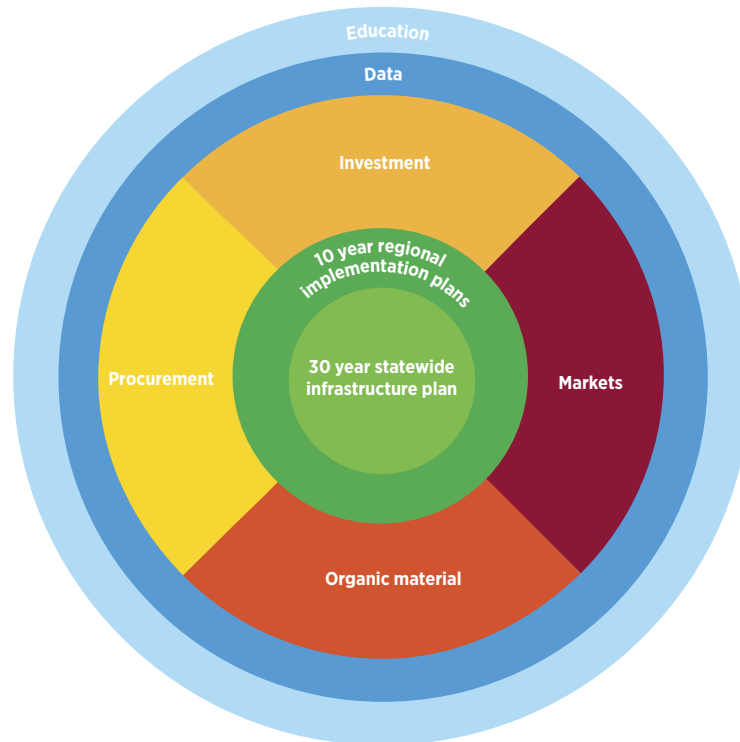 Education
Data
Investment
10 year regional
implementation plans
30 year statewide
infrastructure plan
Procurement
Markets
Organic material